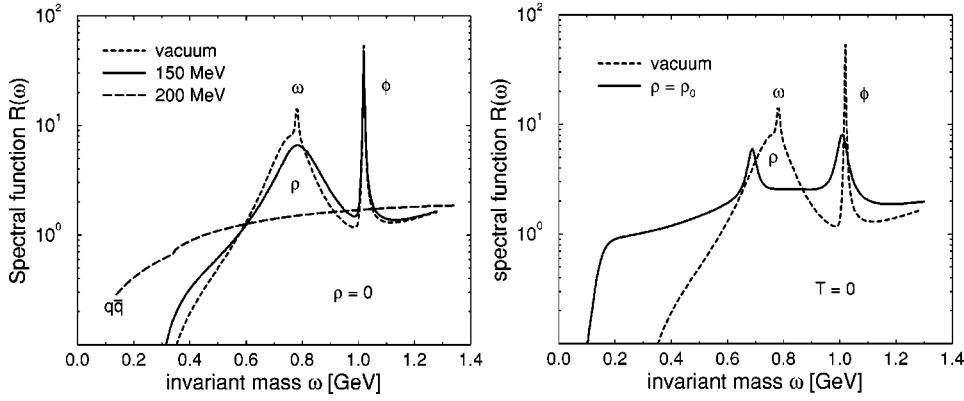 10²
10¹
10⁰
Spectral function R(ω)
vacuum
150 MeV
200 MeV
ω
ϕ
ρ
qq̅
ρ = 0
0.0 0.2 0.4 0.6 0.8 1.0 1.2 1.4
invariant mass ω [GeV]
10²
10¹
10⁰
spectral function R(ω)
vacuum
ρ = ρ₀
ω
ϕ
ρ
T = 0
0.0 0.2 0.4 0.6 0.8 1.0 1.2 1.4
invariant mass ω [GeV]